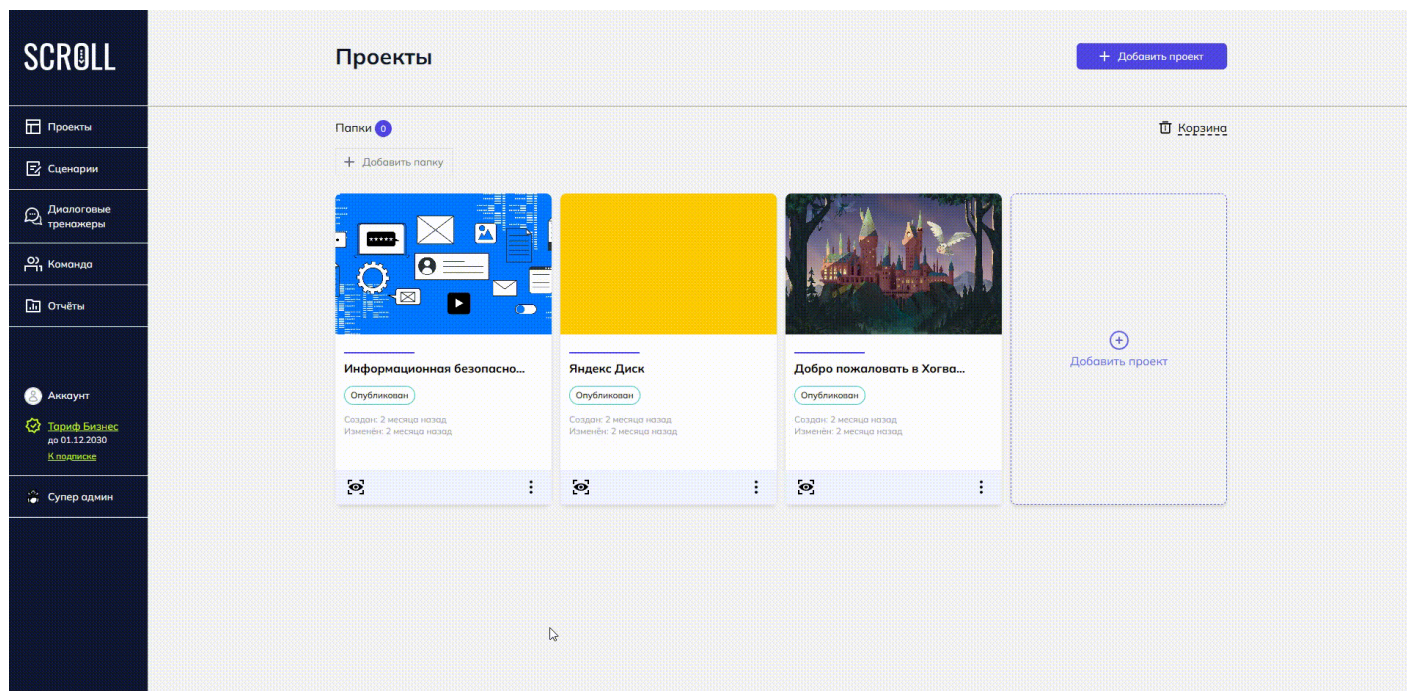 SCROLL
Проекты
Сценарии
Диалоговые
тренажеры
Команда
Отчёты
Аккаунт
Тариф Бизнес
до 01.12.2030
К подписке
Супер админ
Проекты
+ Добавить проект
Папки 0
Корзина
+ Добавить папку
*****
Информационная безопасно...
Опубликован
Создан: 2 месяца назад
Изменён: 2 месяца назад
Яндекс Диск
Опубликован
Создан: 2 месяца назад
Изменён: 2 месяца назад
Добро пожаловать в Хогва...
Опубликован
Создан: 2 месяца назад
Изменён: 2 месяца назад
Добавить проект